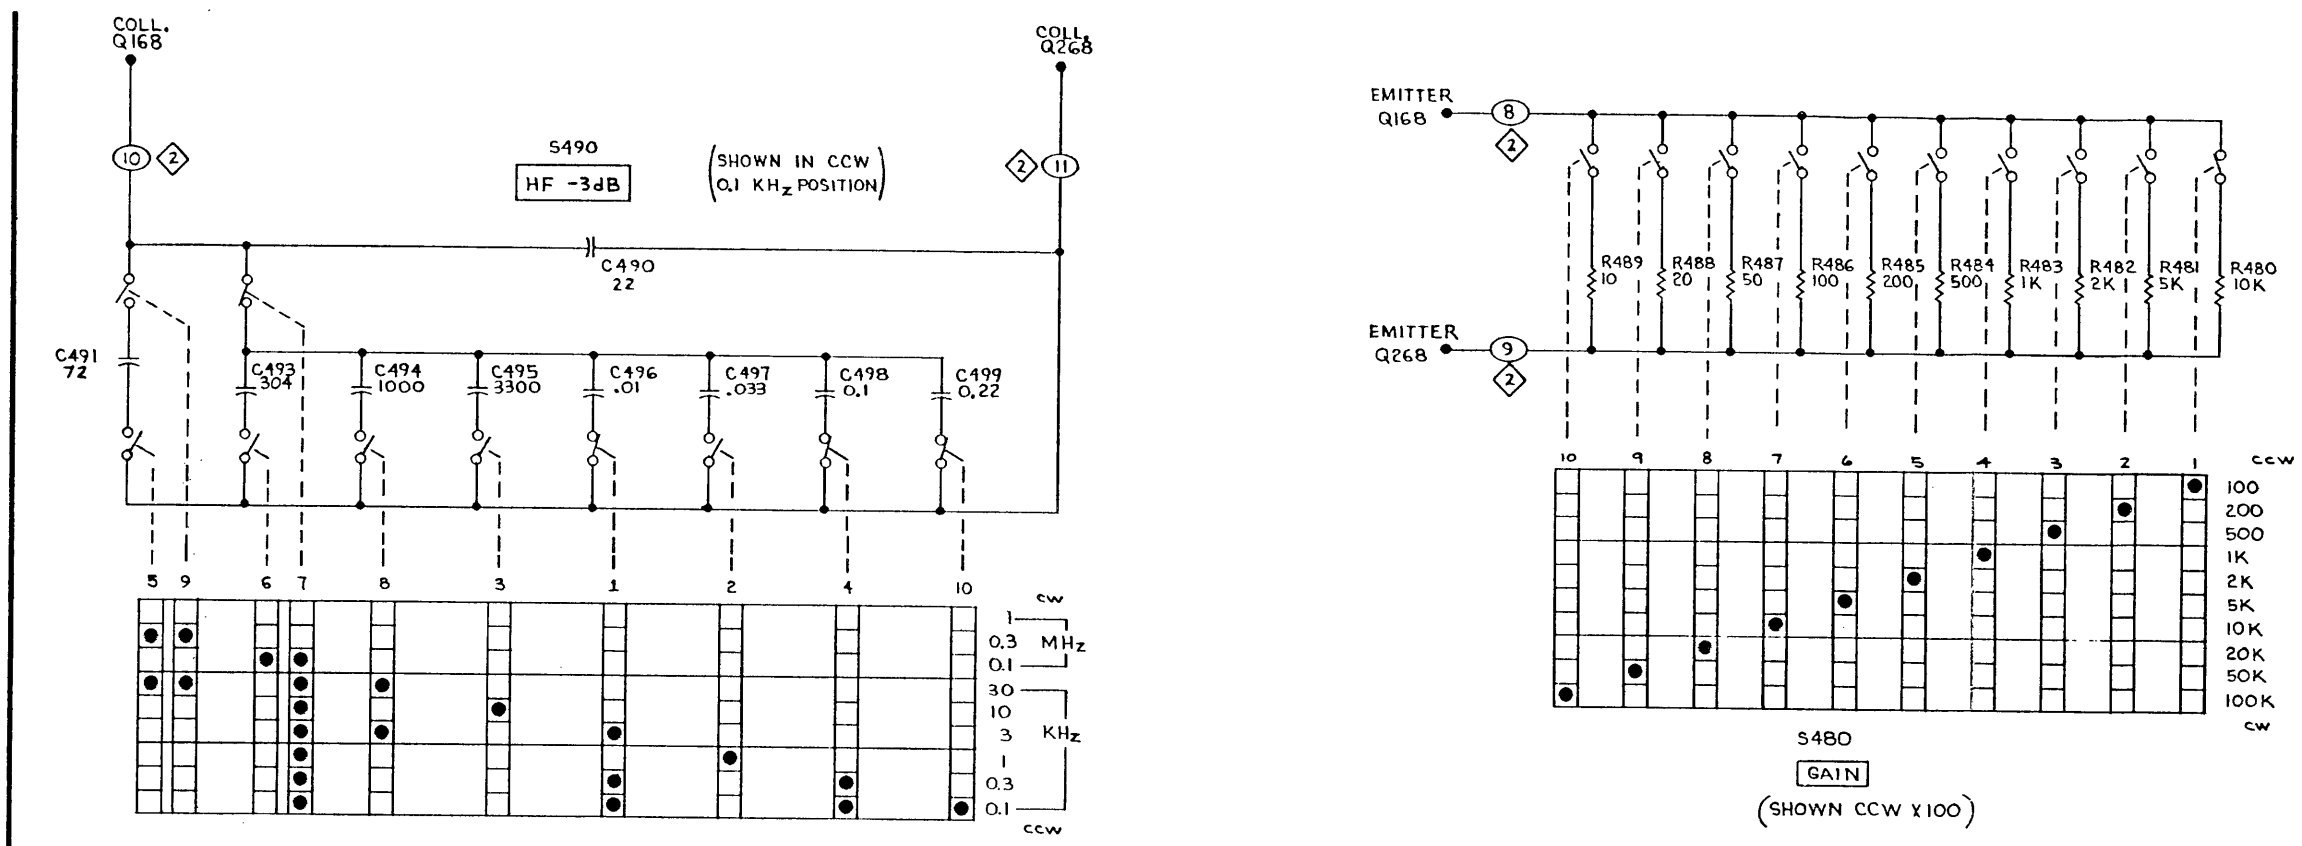 COLL.
Q168
10
2
S490
HF -3dB
(SHOWN IN CCW
0.1 KHz POSITION)
COLL.
Q268
2
11
C490
22
C491
72
C493
304
C494
1000
C495
3300
C496
.01
C497
.033
C498
0.1
C499
0.22
5 9 6 7 8 3 1 2 4 10
CW
1
0.3 MHz
0.1
30
10
3 KHz
1
0.3
0.1
CCW
EMITTER
Q168
8
2
R489
10
R488
20
R487
50
R486
100
R485
200
R484
500
R483
1K
R482
2K
R481
5K
R480
10K
EMITTER
Q268
9
2
10 9 8 7 6 5 4 3 2 1 CCW
100
200
500
1K
2K
5K
10K
20K
50K
100K
CW
S480
GAIN
(SHOWN CCW X100)